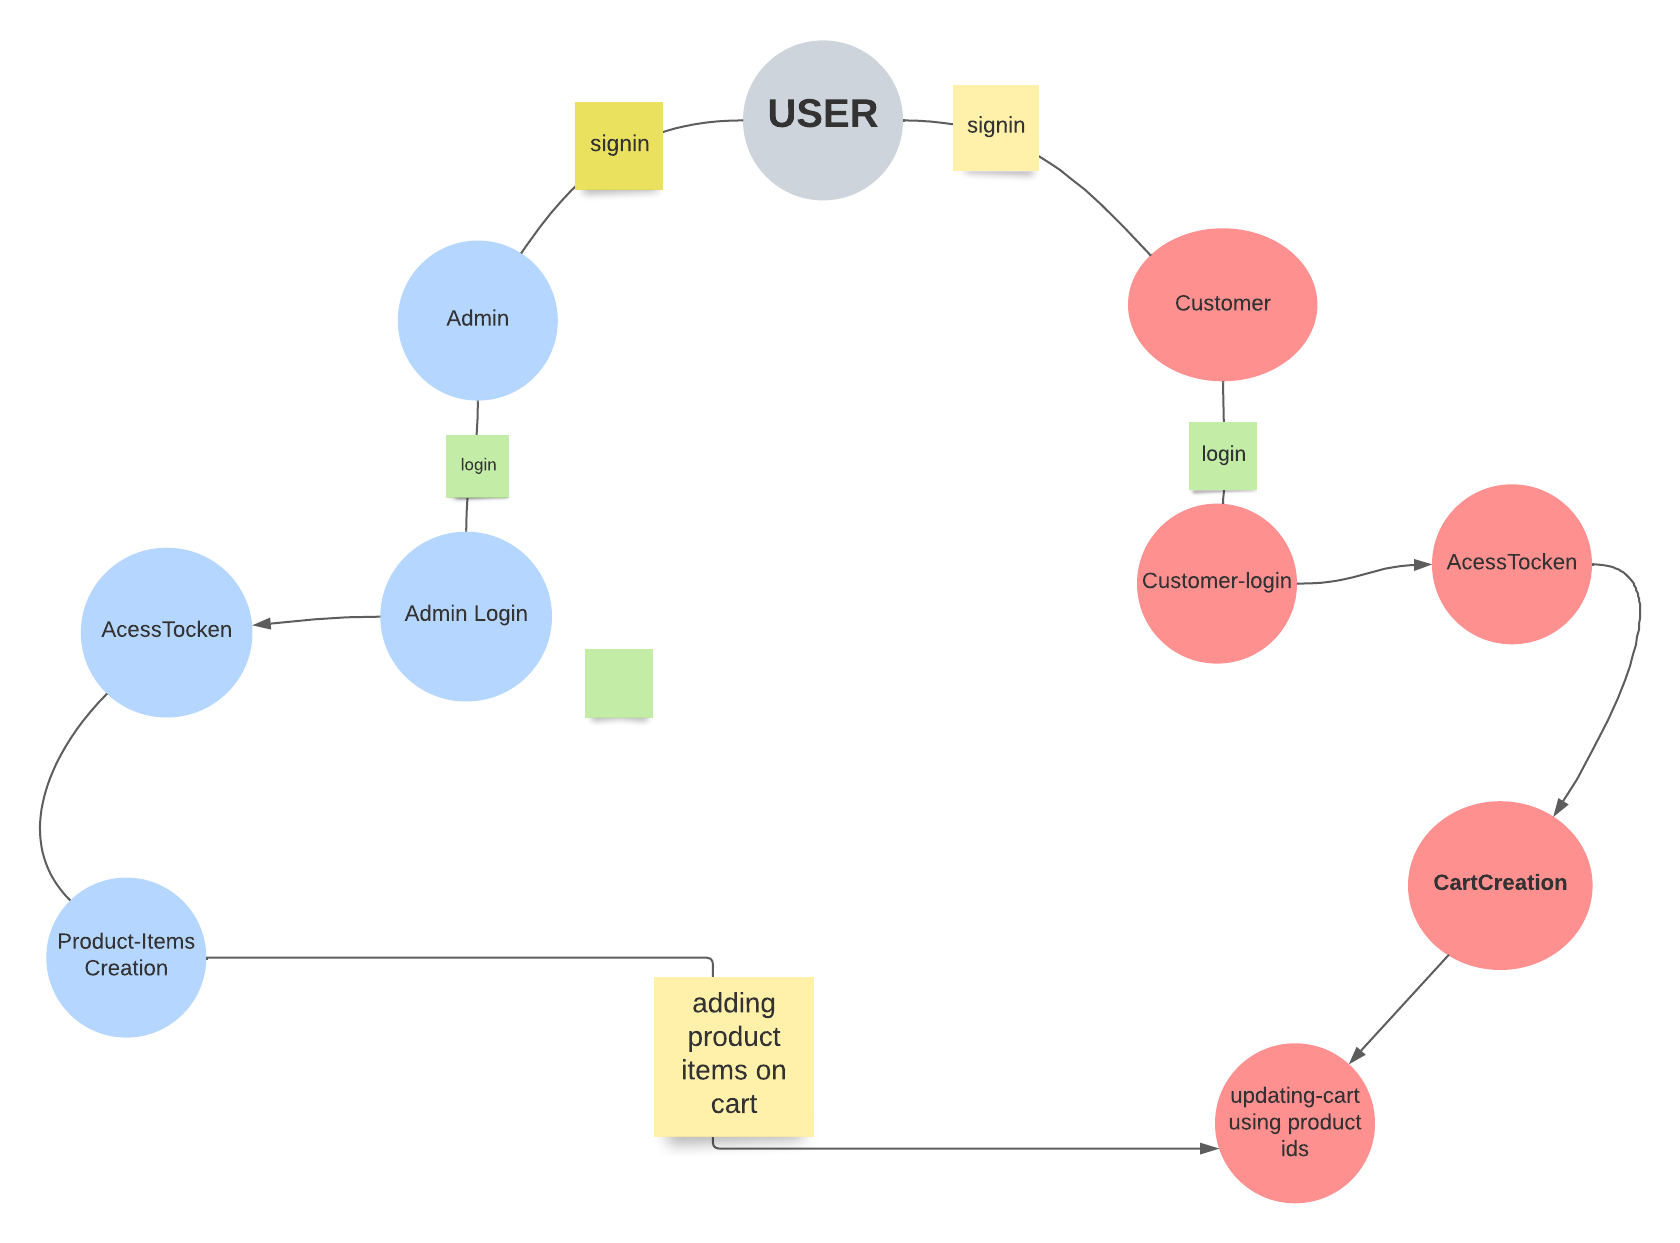 USER
signin
signin
Admin
Customer
login
login
AcessTocken
Admin Login
Customer-login
AcessTocken
CartCreation
Product-Items
Creation
adding
product
items on
cart
updating-cart
using product
ids